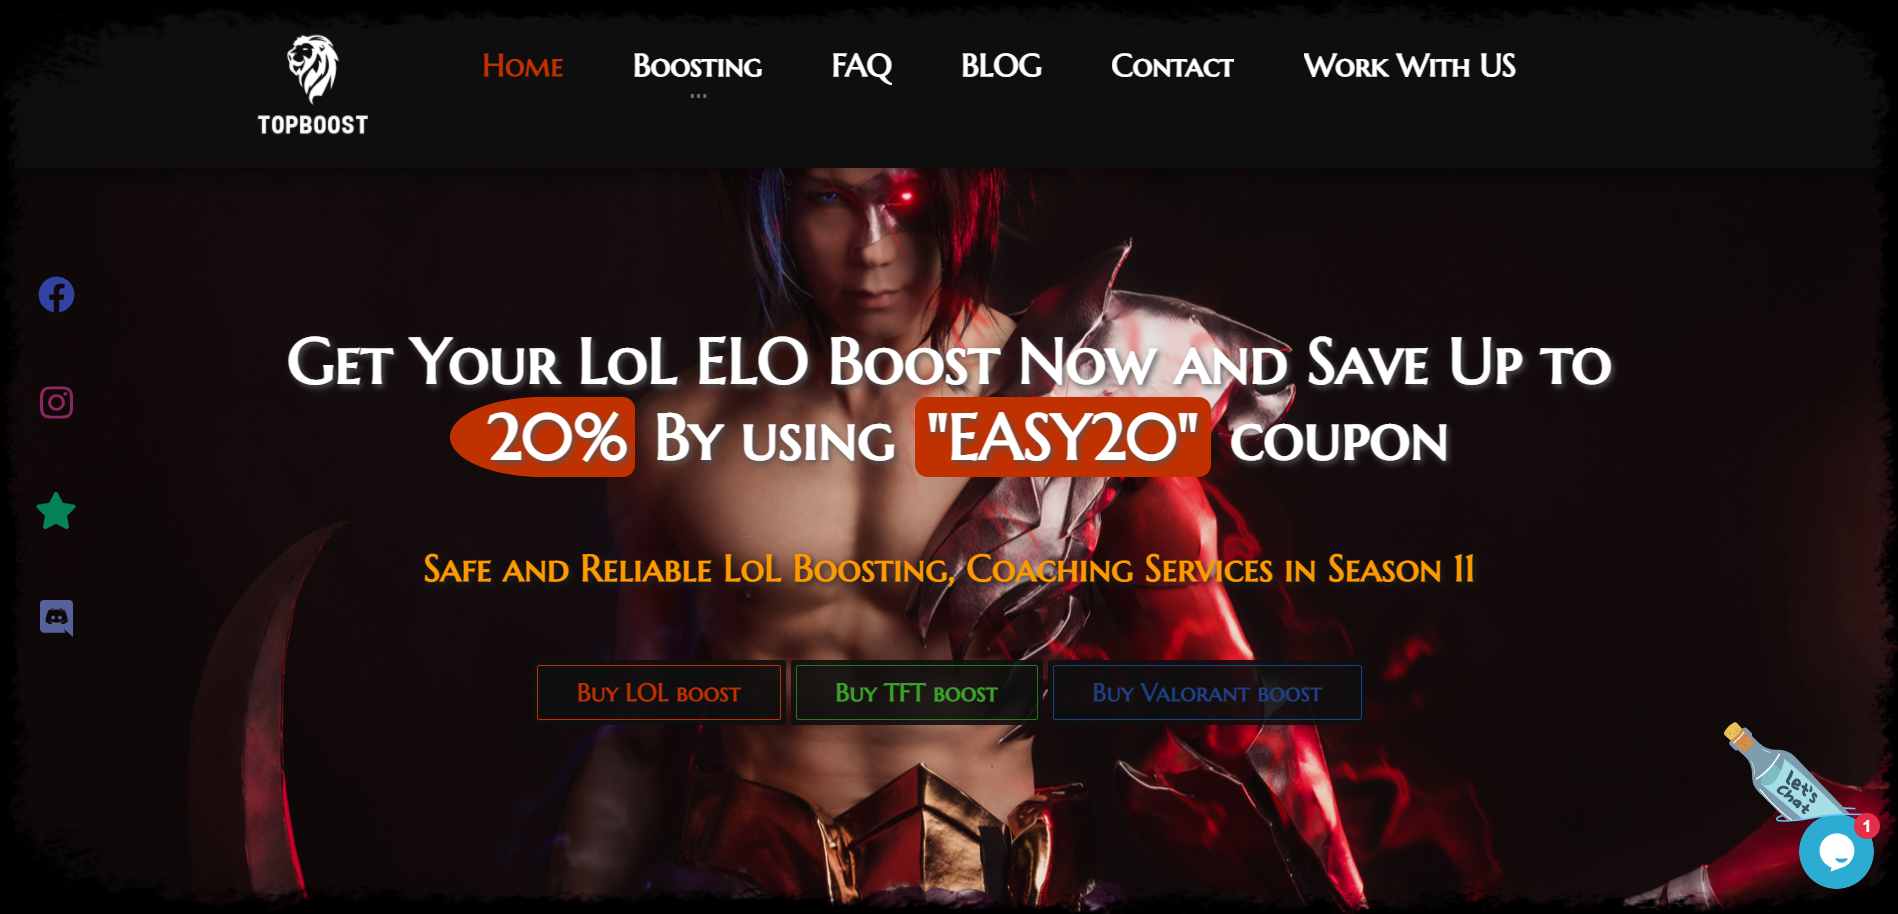 TOPBOOST
Home
Boosting
FAQ
BLOG
Contact
Work With US
Get Your LoL ELO Boost Now and Save Up to
20% By using "EASY20" coupon
Safe and Reliable LoL Boosting, Coaching Services in Season 11
Buy LOL boost
Buy TFT boost
Buy Valorant boost
Let's
chat
1